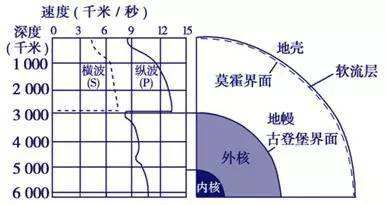 速度(千米/秒)
深度
(千米)
0 3 6 9 12 15
1 000
2 000
3 000
4 000
5 000
6 000
横波
(S)
纵波
(P)
地壳
软流层
莫霍界面
地幔
古登堡界面
外核
内核